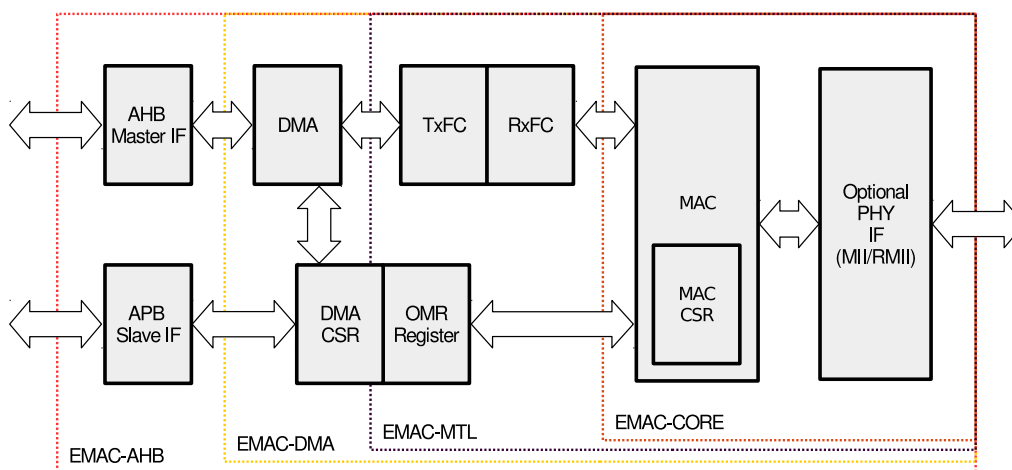 AHB
Master IF
DMA
TxFC
RxFC
MAC
Optional
PHY
IF
(MII/RMII)
APB
Slave IF
DMA
CSR
OMR
Register
MAC
CSR
EMAC-AHB
EMAC-DMA
EMAC-MTL
EMAC-CORE